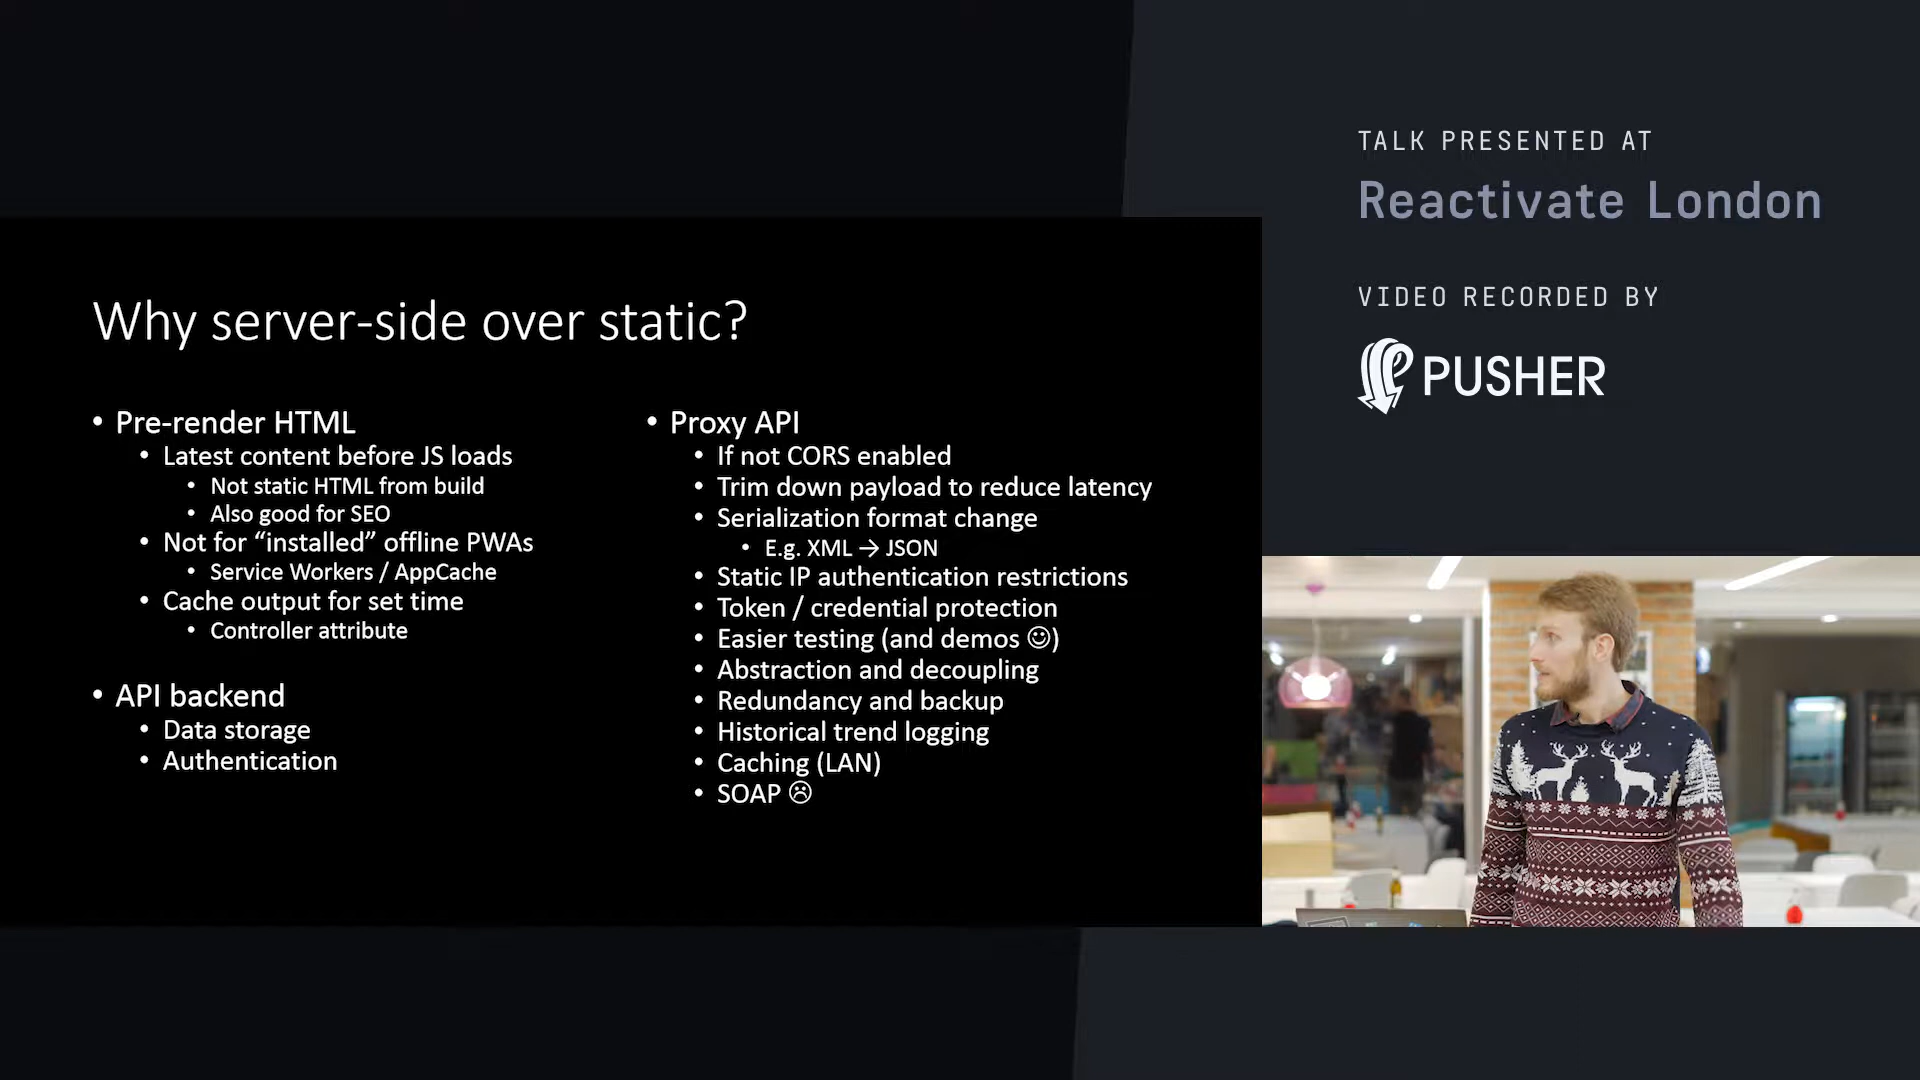 TALK PRESENTED AT
Reactivate London
VIDEO RECORDED BY
PUSHER
Why server-side over static?
• Pre-render HTML
• Latest content before JS loads
• Not static HTML from build
• Also good for SEO
• Not for “installed” offline PWAs
• Service Workers / AppCache
• Cache output for set time
• Controller attribute
• API backend
• Data storage
• Authentication
• Proxy API
• If not CORS enabled
• Trim down payload to reduce latency
• Serialization format change
• E.g. XML → JSON
• Static IP authentication restrictions
• Token / credential protection
• Easier testing (and demos ☺)
• Abstraction and decoupling
• Redundancy and backup
• Historical trend logging
• Caching (LAN)
• SOAP ☹